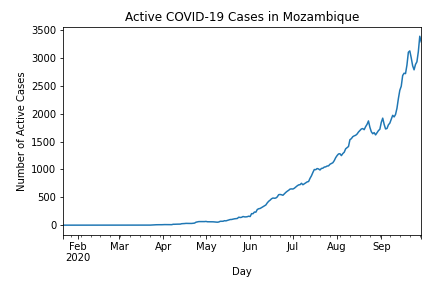 Active COVID-19 Cases in Mozambique
Number of Active Cases
3500
3000
2500
2000
1500
1000
500
0
Feb Mar Apr May Jun Jul Aug Sep
2020
Day